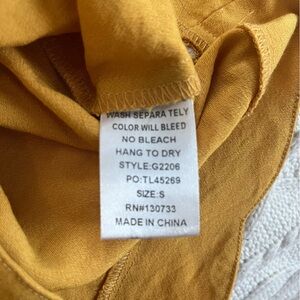 WASH SEPARA TELY
COLOR WILL BLEED
NO BLEACH
HANG TO DRY
STYLE:G2206
PO:TL45269
SIZE:S
RN#130733
MADE IN CHINA